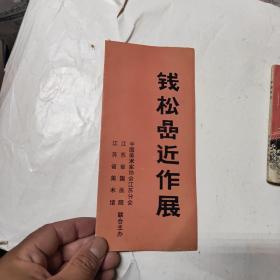 钱松喦近作展
中国美术家协会江苏分会
江苏省国画院
江苏省美术馆
联合主办